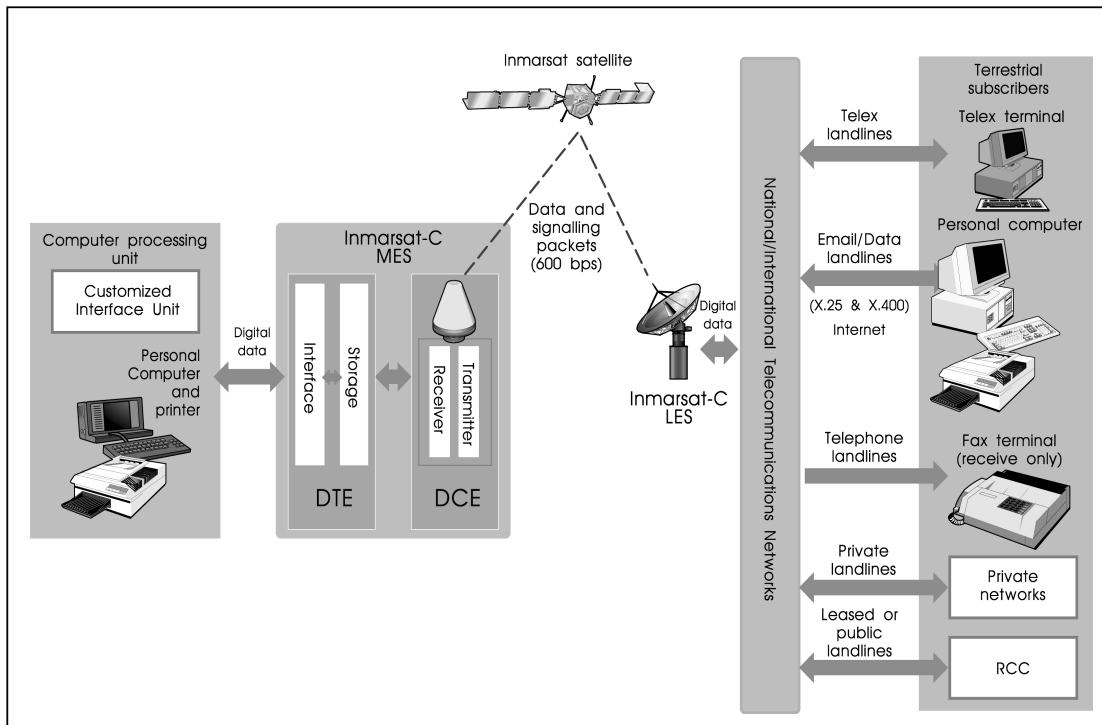 Inmarsat satellite
Data and
signalling
packets
(600 bps)
Computer processing
unit
Customized
Interface Unit
Personal
Computer
and
printer
Digital
data
Inmarsat-C
MES
Interface
Storage
DTE
Receiver
Transmitter
DCE
Inmarsat-C
LES
Digital
data
National/International Telecommunications Networks
Telex
landlines
Email/Data
landlines
(X.25 & X.400)
Internet
Telephone
landlines
Private
landlines
Leased or
public
landlines
Terrestrial
subscribers
Telex terminal
Personal computer
Fax terminal
(receive only)
Private
networks
RCC